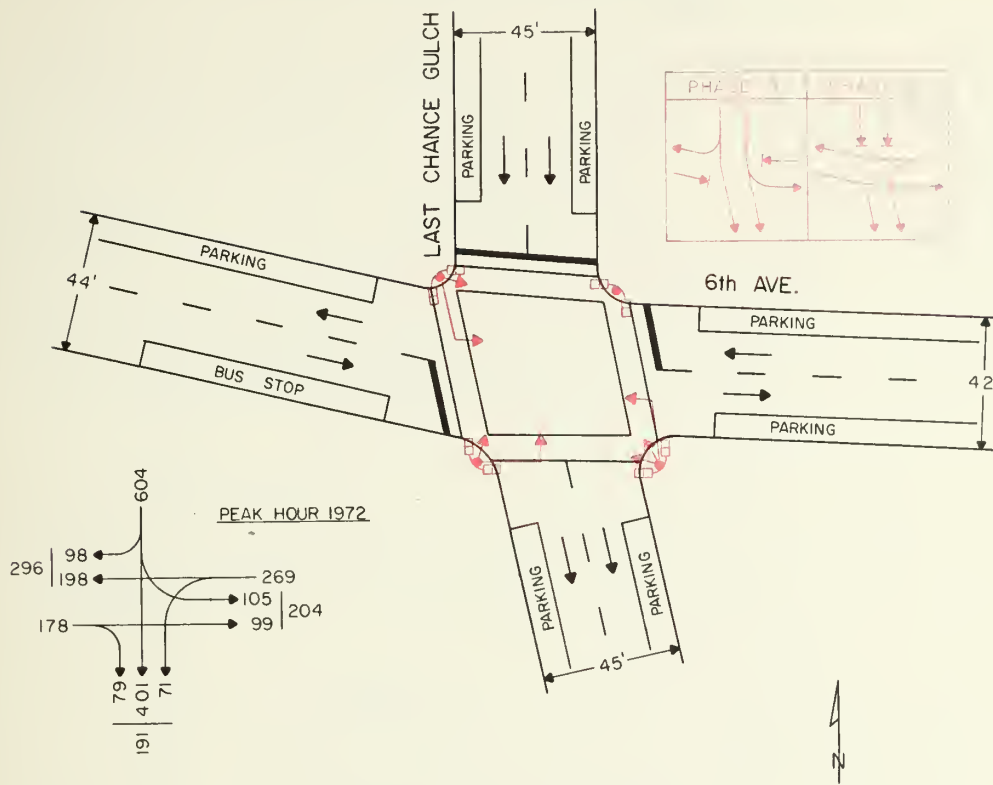 45'
LAST CHANCE GULCH
PARKING
PARKING
PARKING
44'
6th AVE.
PARKING
BUS STOP
42
PARKING
604
PEAK HOUR 1972
296 98
198
269
105 204
178
99
79 401 71
191
PARKING
PARKING
45'
N